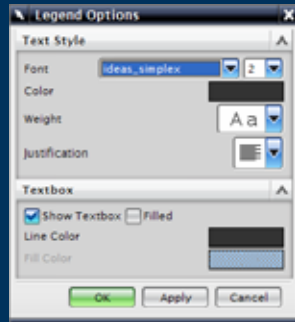 Legend Options
Text Style
Font ideas_simplex 2
Color
Weight Aa
Justification
Textbox
Show Textbox Filled
Line Color
Fill Color
OK Apply Cancel